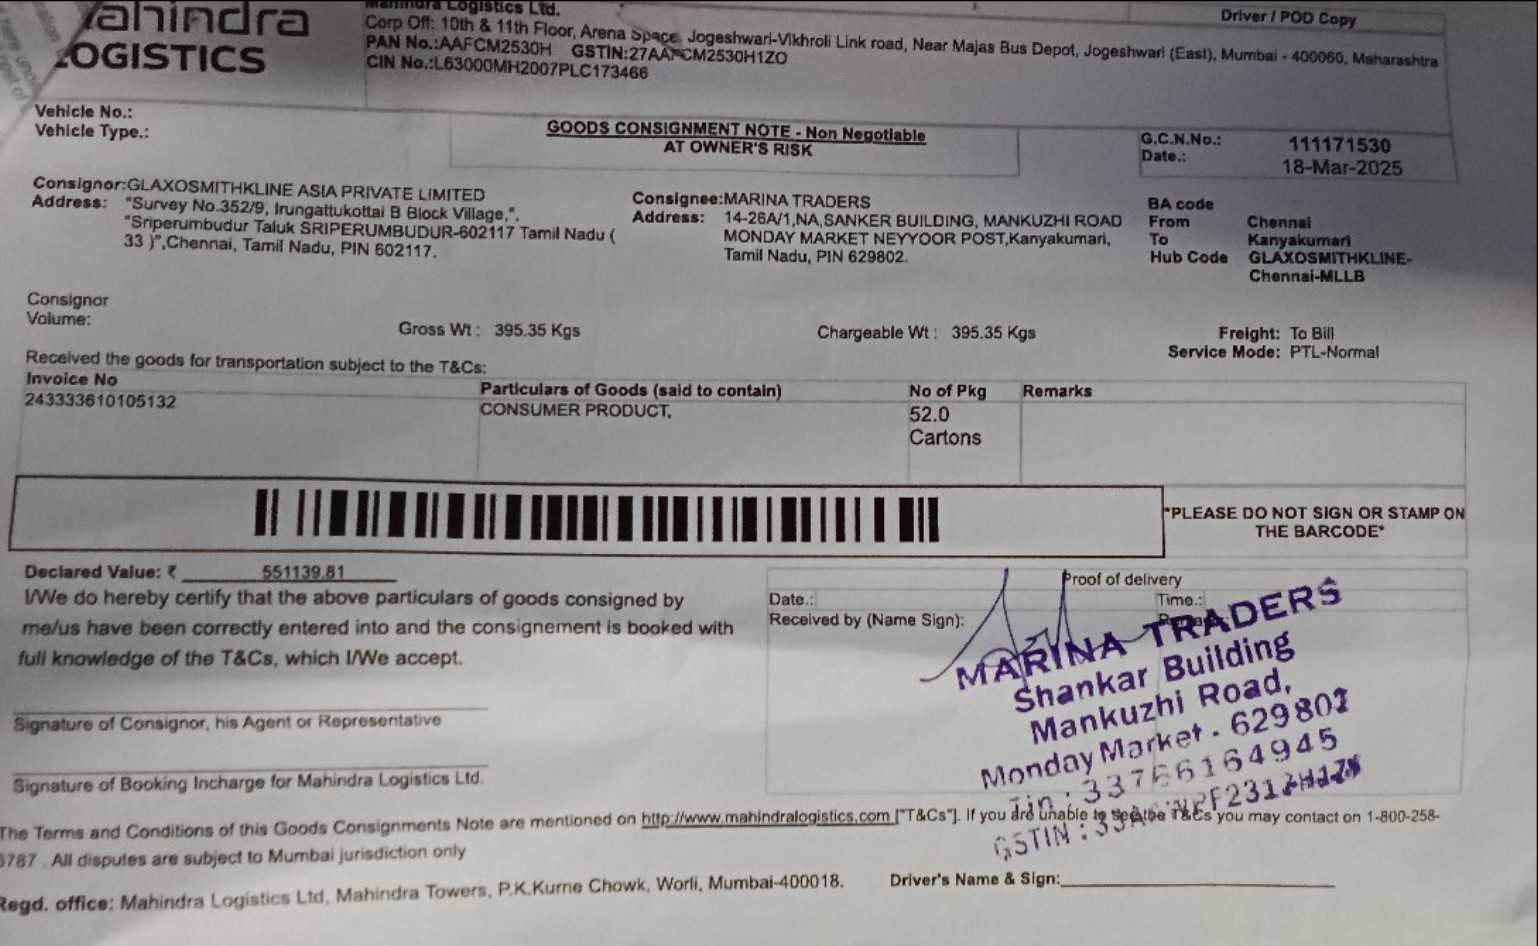 Mahindra Logistics Ltd.
Driver / POD Copy
mahindra
LOGISTICS
Corp Off: 10th & 11th Floor, Arena Space, Jogeshwari-Vikhroli Link road, Near Majas Bus Depot, Jogeshwari (East), Mumbai - 400060, Maharashtra
PAN No.:AAFCM2530H GSTIN:27AAFCM2530H1ZO
CIN No.:L63000MH2007PLC173466
Vehicle No.:
Vehicle Type.:
GOODS CONSIGNMENT NOTE - Non Negotiable
AT OWNER'S RISK
G.C.N.No.: 111171530
Date.: 18-Mar-2025
Consignor:GLAXOSMITHKLINE ASIA PRIVATE LIMITED
Address: "Survey No.352/9, Irungattukottai B Block Village,",
"Sriperumbudur Taluk SRIPERUMBUDUR-602117 Tamil Nadu (
33 )",Chennai, Tamil Nadu, PIN 602117.
Consignee:MARINA TRADERS
Address: 14-26A/1,NA,SANKER BUILDING, MANKUZHI ROAD
MONDAY MARKET NEYYOOR POST,Kanyakumari,
Tamil Nadu, PIN 629802.
BA code
From Chennai
To Kanyakumari
Hub Code GLAXOSMITHKLINE-
Chennai-MLLB
Consignor
Volume:
Gross Wt : 395.35 Kgs
Chargeable Wt : 395.35 Kgs
Freight: To Bill
Service Mode: PTL-Normal
Received the goods for transportation subject to the T&Cs:
Invoice No
Particulars of Goods (said to contain)
No of Pkg
Remarks
243333610105132
CONSUMER PRODUCT,
52.0
Cartons
*PLEASE DO NOT SIGN OR STAMP ON
THE BARCODE*
Declared Value: ₹ 551139.81
I/We do hereby certify that the above particulars of goods consigned by
me/us have been correctly entered into and the consignement is booked with
full knowledge of the T&Cs, which I/We accept.
Proof of delivery
Date.:
Time.:
Received by (Name Sign):
MARINA TRADERS
Shankar Building
Mankuzhi Road,
Monday Market - 629802
Tin : 33766164945
GSTIN :
Signature of Consignor, his Agent or Representative
Signature of Booking Incharge for Mahindra Logistics Ltd.
The Terms and Conditions of this Goods Consignments Note are mentioned on http://www.mahindralogistics.com ["T&Cs"]. If you are unable to see the T&Cs you may contact on 1-800-258-
6787 . All disputes are subject to Mumbai jurisdiction only
Regd. office: Mahindra Logistics Ltd, Mahindra Towers, P.K.Kurne Chowk, Worli, Mumbai-400018.
Driver's Name & Sign: